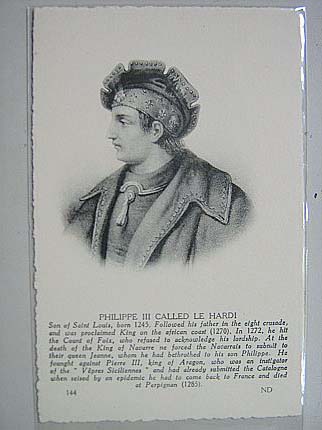 PHILIPPE III CALLED LE HARDI
Son of Saint Louis, born 1245. Followed his father in the eight crusade,
and was proclaimed King on the african coast (1270). In 1272, he hit
the Count of Foix, who refused to acknowledge his lordship. At the
death of the King of Navarre ne forced the Navarrais to submit to
their queen Jeanne, whom he had bethrothed to his son Philippe. He
fraught against Pierre III, king of Aragon, who was an instigator
of the " Vêpres Siciliennes " and had already submitted the Catalogne
when seized by an epidemic he had to come back to France and died
at Perpignan (1285).
144 ND